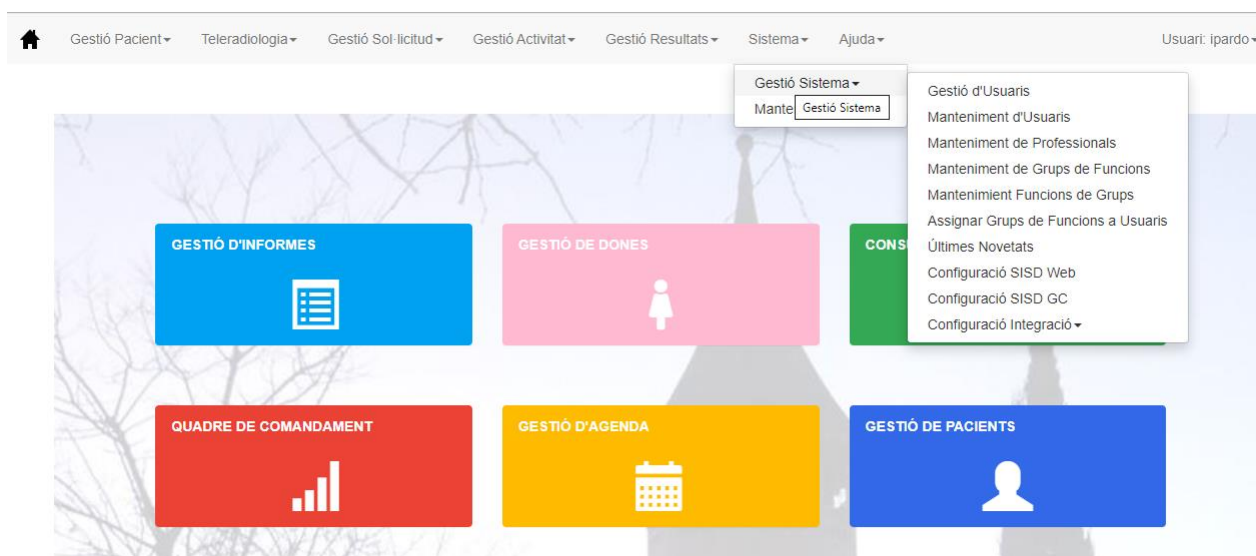 Gestió Pacient Teleradiologia Gestió Sol·licitud Gestió Activitat Gestió Resultats Sistema Ajuda Usuari: ipardo
Gestió Sistema
Mante
Gestió Sistema
Gestió d'Usuaris
Manteniment d'Usuaris
Manteniment de Professionals
Manteniment de Grups de Funcions
Mantenimient Funcions de Grups
Assignar Grups de Funcions a Usuaris
Últimes Novetats
Configuració SISD Web
Configuració SISD GC
Configuració Integració
GESTIÓ D'INFORMES
GESTIÓ DE DONES
CONS
QUADRE DE COMANDAMENT
GESTIÓ D'AGENDA
GESTIÓ DE PACIENTS